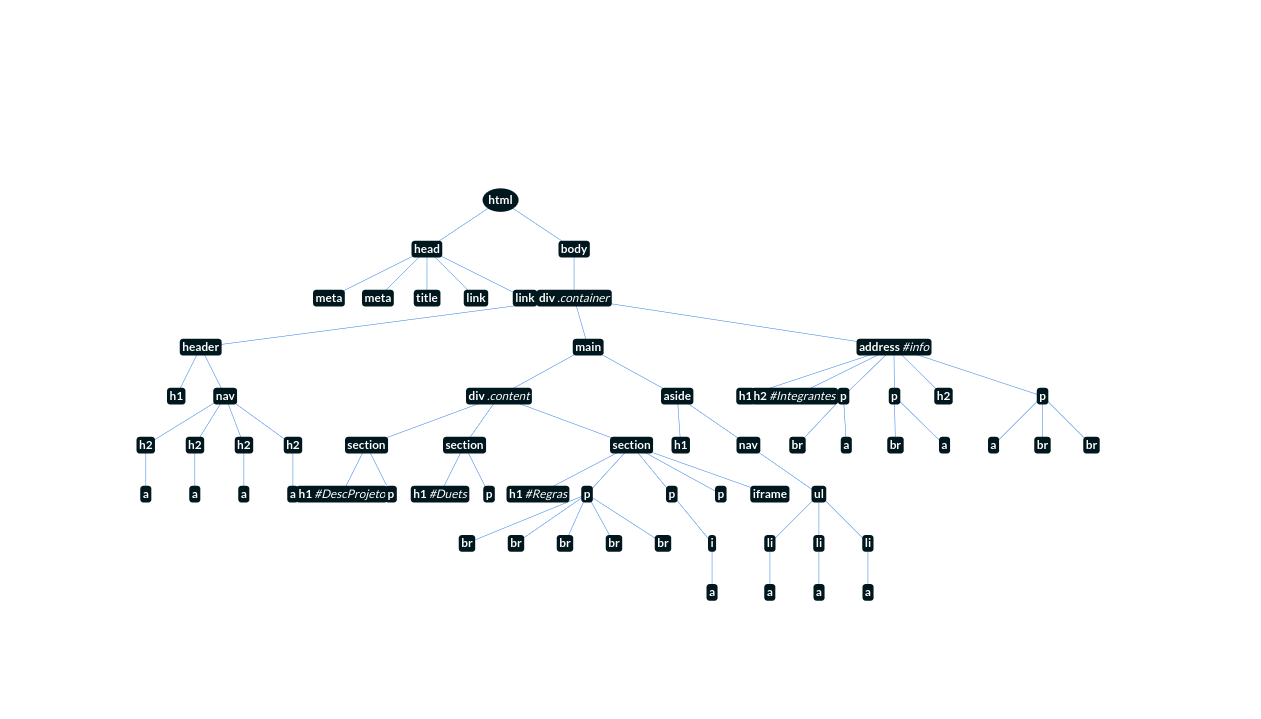 html
head body
meta meta title link link div .container
header main address #info
h1 nav div .content aside h1 h2 #Integrantes p p h2 p
h2 h2 h2 h2 section section section h1 nav br a br a a br br
a a a a h1 #DescProjeto p h1 #Duets p h1 #Regras p p p iframe ul
br br br br br i li li li
a a a a